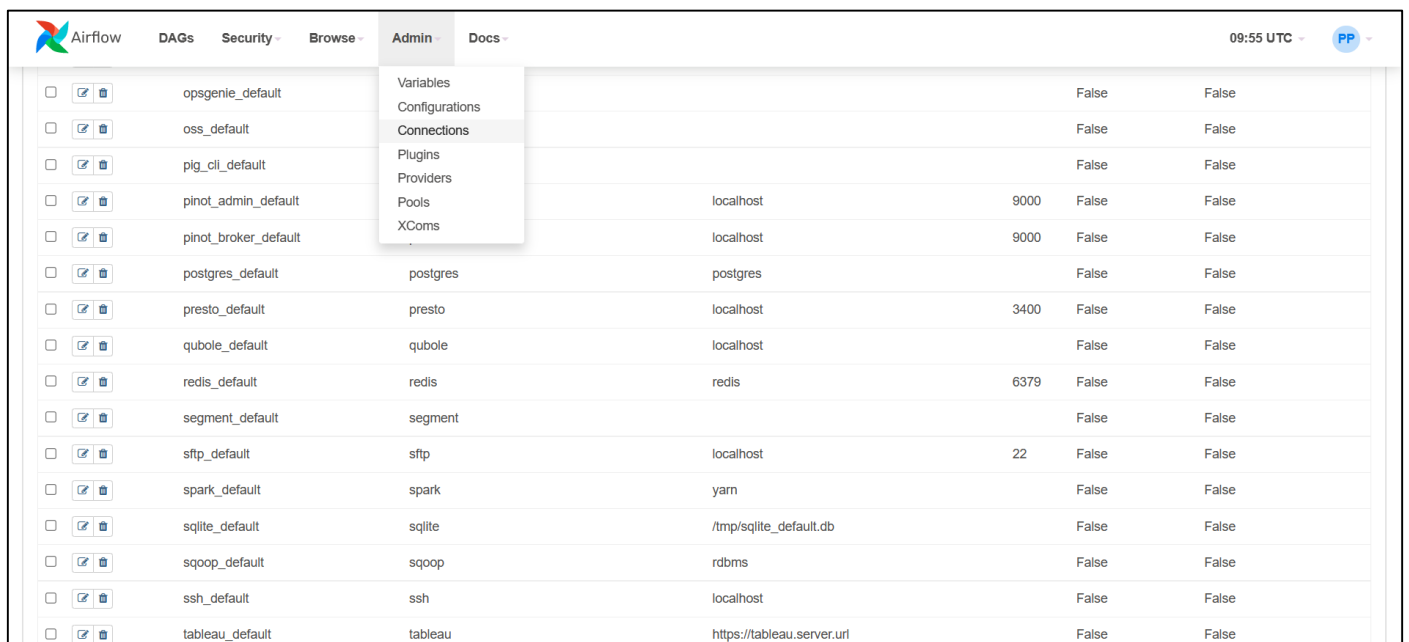 Airflow DAGs Security Browse Admin Docs 09:55 UTC PP
Variables
Configurations
Connections
Plugins
Providers
Pools
XComs
opsgenie_default False False
oss_default False False
pig_cli_default False False
pinot_admin_default localhost 9000 False False
pinot_broker_default localhost 9000 False False
postgres_default postgres postgres False False
presto_default presto localhost 3400 False False
qubole_default qubole localhost False False
redis_default redis redis 6379 False False
segment_default segment False False
sftp_default sftp localhost 22 False False
spark_default spark yarn False False
sqlite_default sqlite /tmp/sqlite_default.db False False
sqoop_default sqoop rdbms False False
ssh_default ssh localhost False False
tableau_default tableau https://tableau.server.url False False